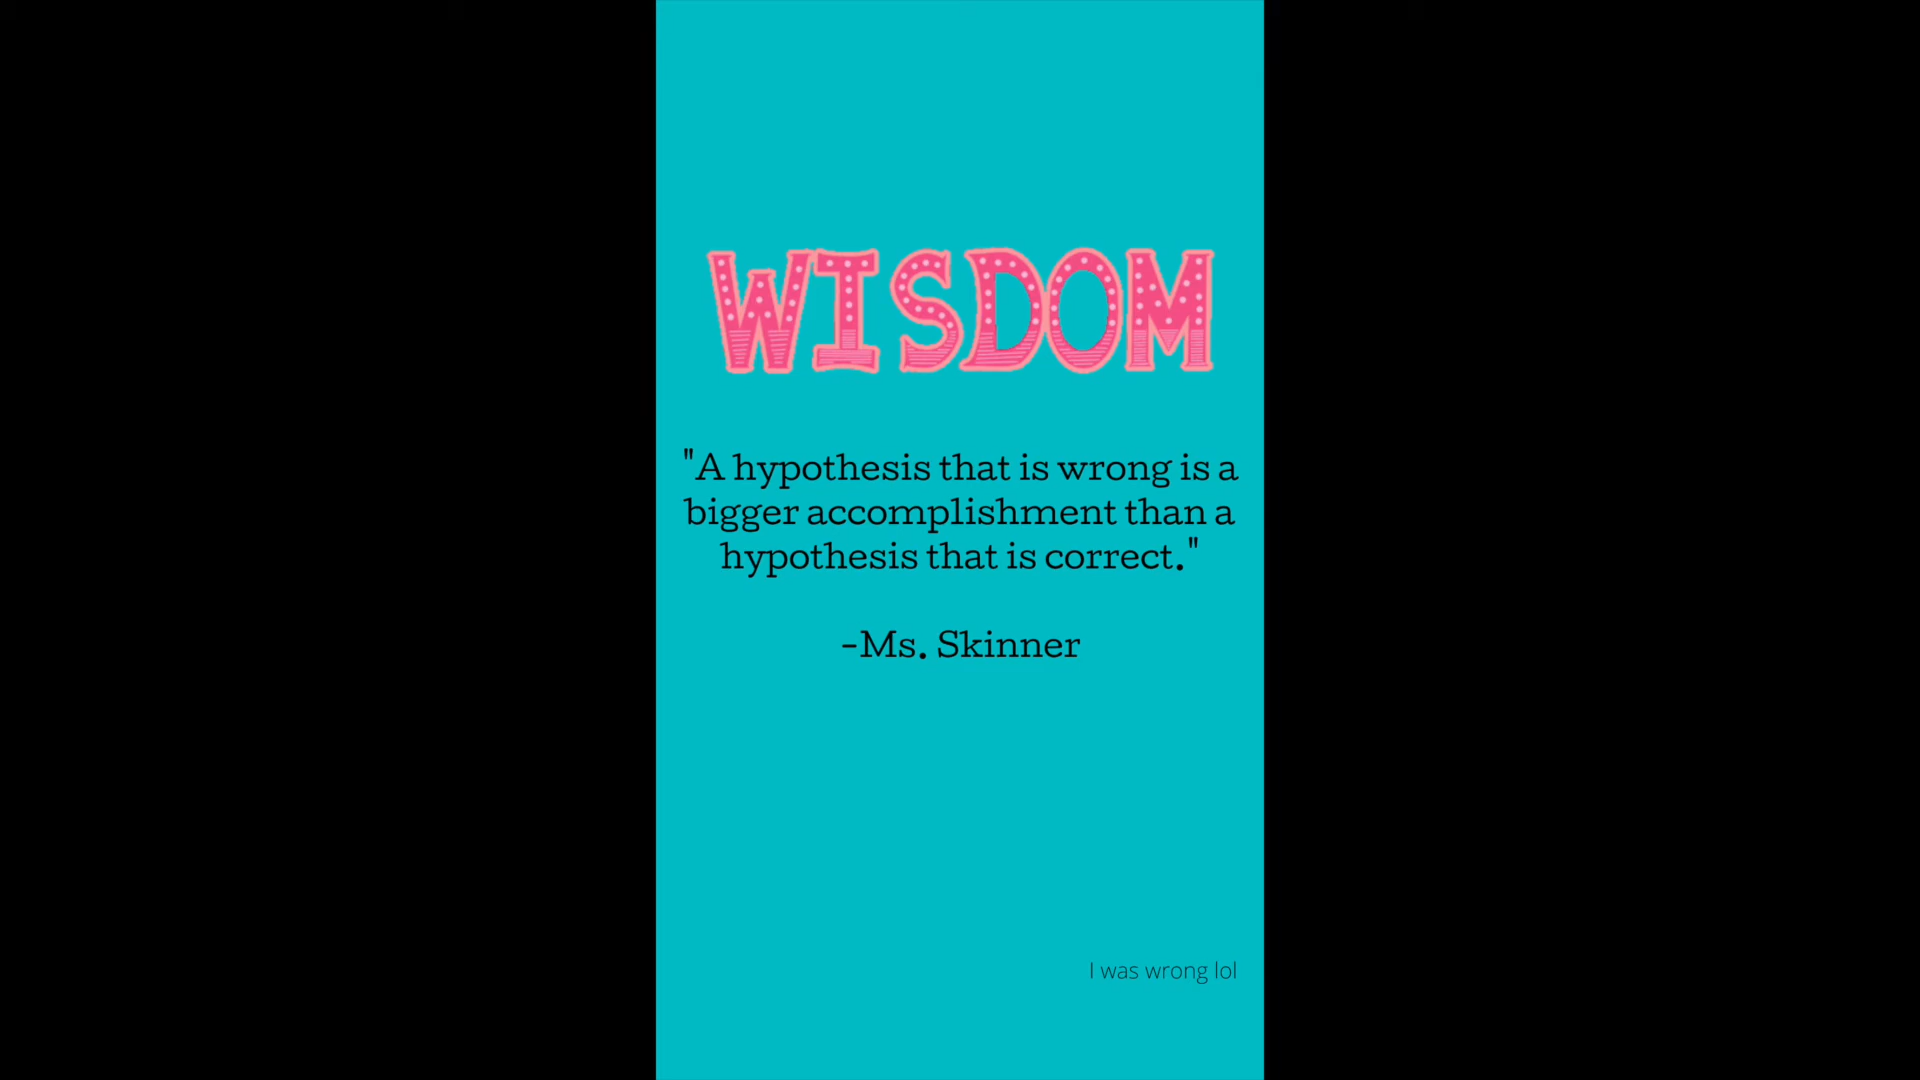 WISDOM
"A hypothesis that is wrong is a
bigger accomplishment than a
hypothesis that is correct."
-Ms. Skinner
I was wrong lol